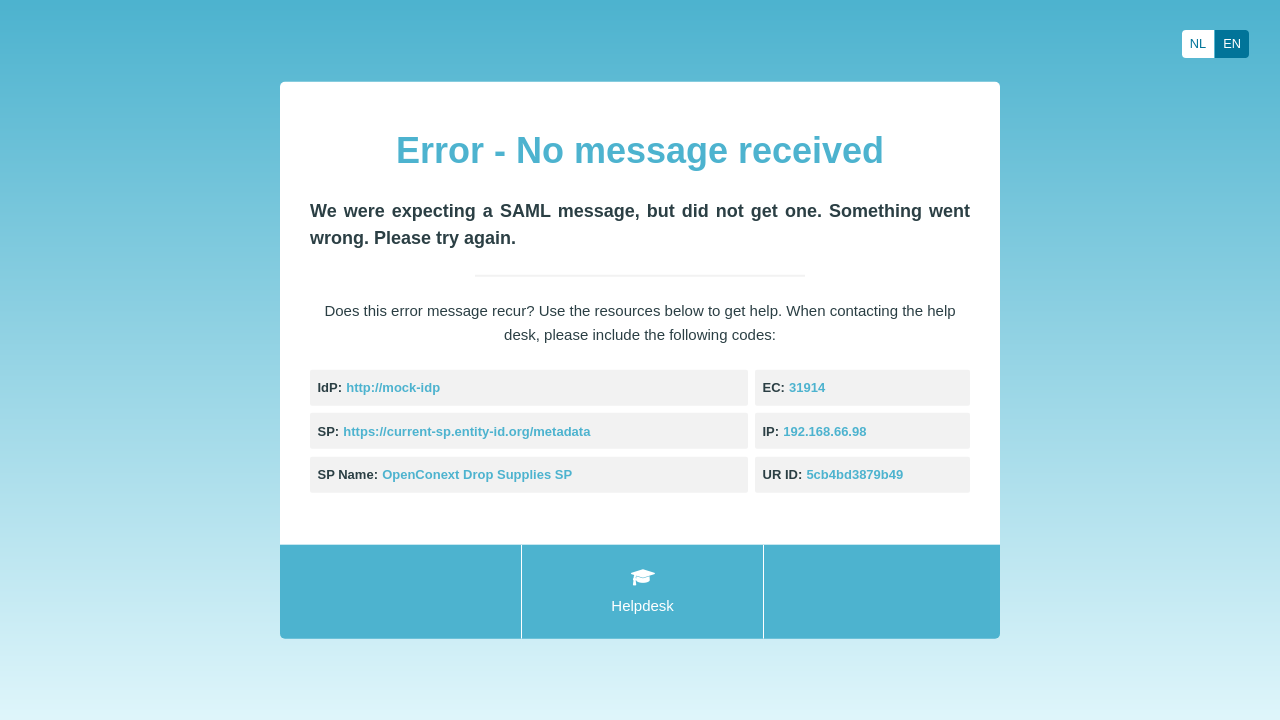 NL EN
Error - No message received
We were expecting a SAML message, but did not get one. Something went
wrong. Please try again.
Does this error message recur? Use the resources below to get help. When contacting the help
desk, please include the following codes:
IdP: http://mock-idp EC: 31914
SP: https://current-sp.entity-id.org/metadata IP: 192.168.66.98
SP Name: OpenConext Drop Supplies SP UR ID: 5cb4bd3879b49
Helpdesk